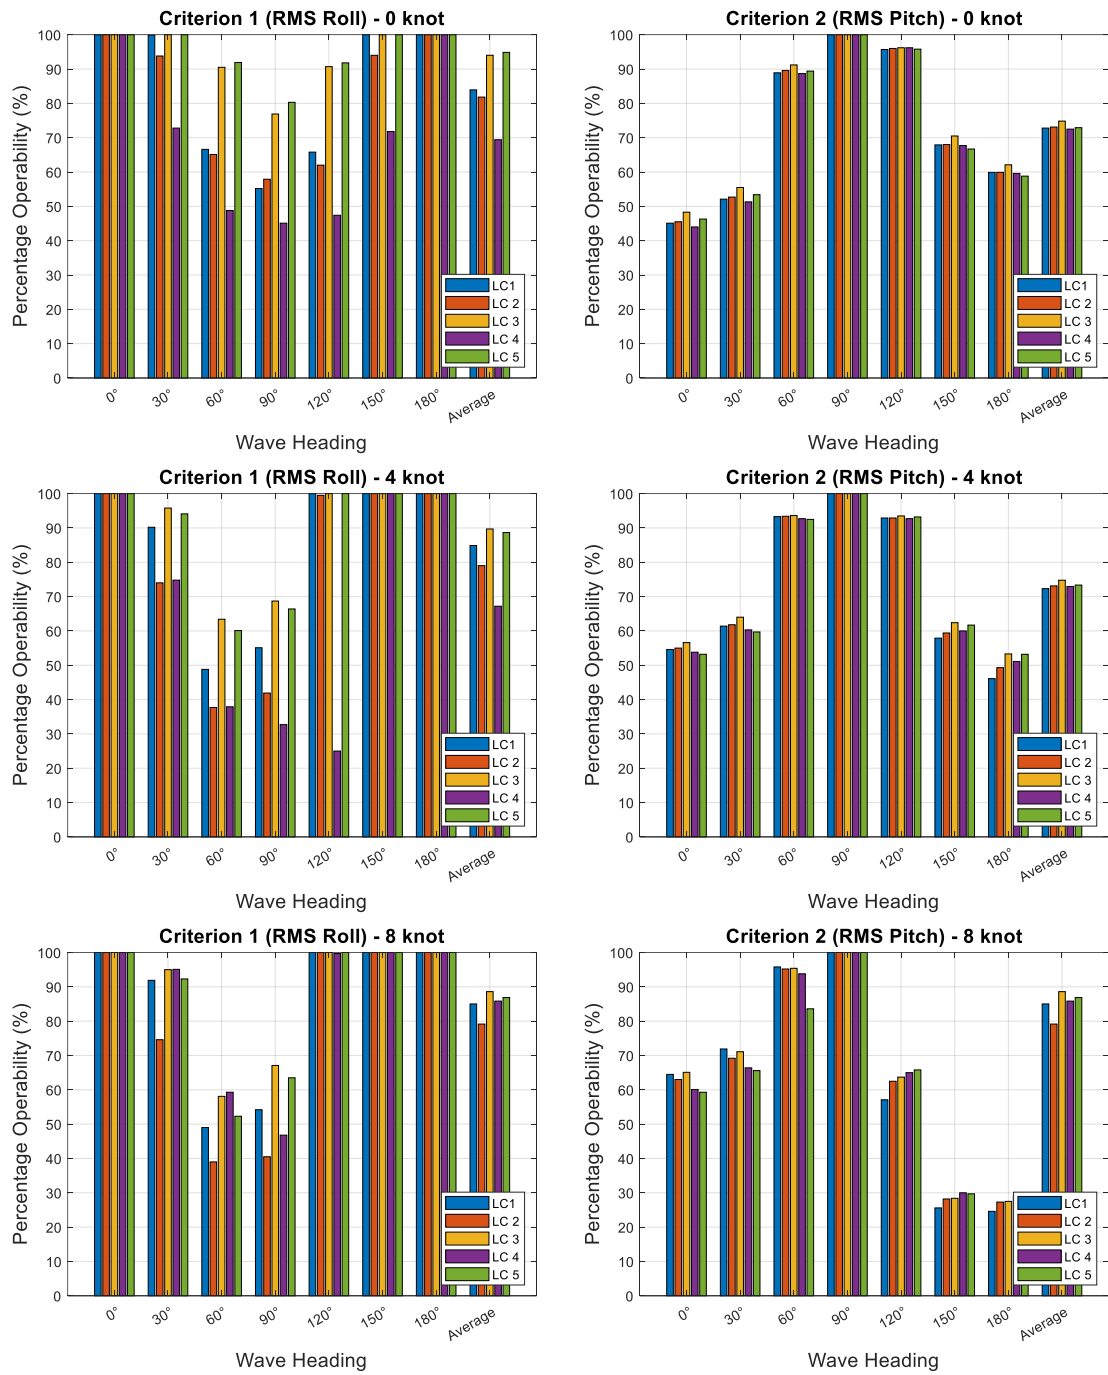 Criterion 1 (RMS Roll) - 0 knot
Percentage Operability (%)
100
90
80
70
60
50
40
30
20
10
0
LC1
LC 2
LC 3
LC 4
LC 5
0°
30°
60°
90°
120°
150°
180°
Average
Wave Heading
Criterion 2 (RMS Pitch) - 0 knot
Percentage Operability (%)
100
90
80
70
60
50
40
30
20
10
0
LC1
LC 2
LC 3
LC 4
LC 5
0°
30°
60°
90°
120°
150°
180°
Average
Wave Heading
Criterion 1 (RMS Roll) - 4 knot
Percentage Operability (%)
100
90
80
70
60
50
40
30
20
10
0
LC1
LC 2
LC 3
LC 4
LC 5
0°
30°
60°
90°
120°
150°
180°
Average
Wave Heading
Criterion 2 (RMS Pitch) - 4 knot
Percentage Operability (%)
100
90
80
70
60
50
40
30
20
10
0
LC1
LC 2
LC 3
LC 4
LC 5
0°
30°
60°
90°
120°
150°
180°
Average
Wave Heading
Criterion 1 (RMS Roll) - 8 knot
Percentage Operability (%)
100
90
80
70
60
50
40
30
20
10
0
LC1
LC 2
LC 3
LC 4
LC 5
0°
30°
60°
90°
120°
150°
180°
Average
Wave Heading
Criterion 2 (RMS Pitch) - 8 knot
Percentage Operability (%)
100
90
80
70
60
50
40
30
20
10
0
LC1
LC 2
LC 3
LC 4
LC 5
0°
30°
60°
90°
120°
150°
180°
Average
Wave Heading